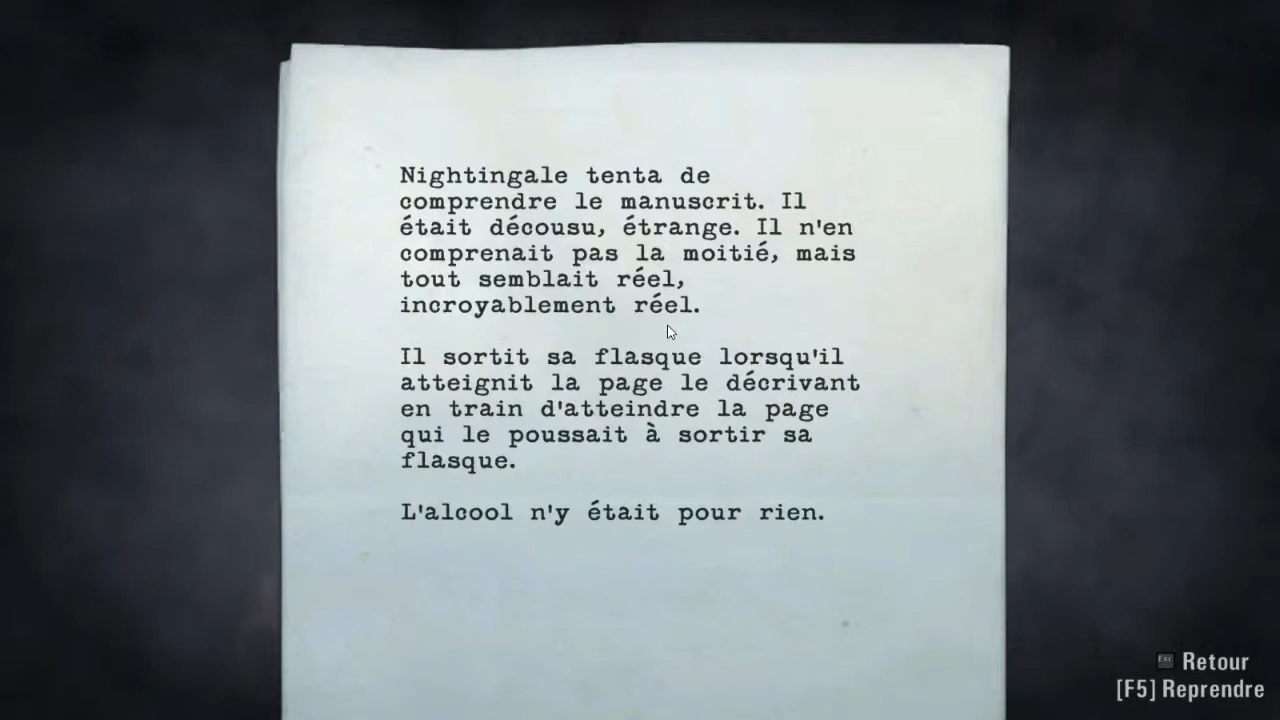 Nightingale tenta de
comprendre le manuscrit. Il
était décousu, étrange. Il n'en
comprenait pas la moitié, mais
tout semblait réel,
incroyablement réel.
Il sortit sa flasque lorsqu'il
atteignit la page le décrivant
en train d'atteindre la page
qui le poussait à sortir sa
flasque.
L'alcool n'y était pour rien.
Esc Retour
[F5] Reprendre